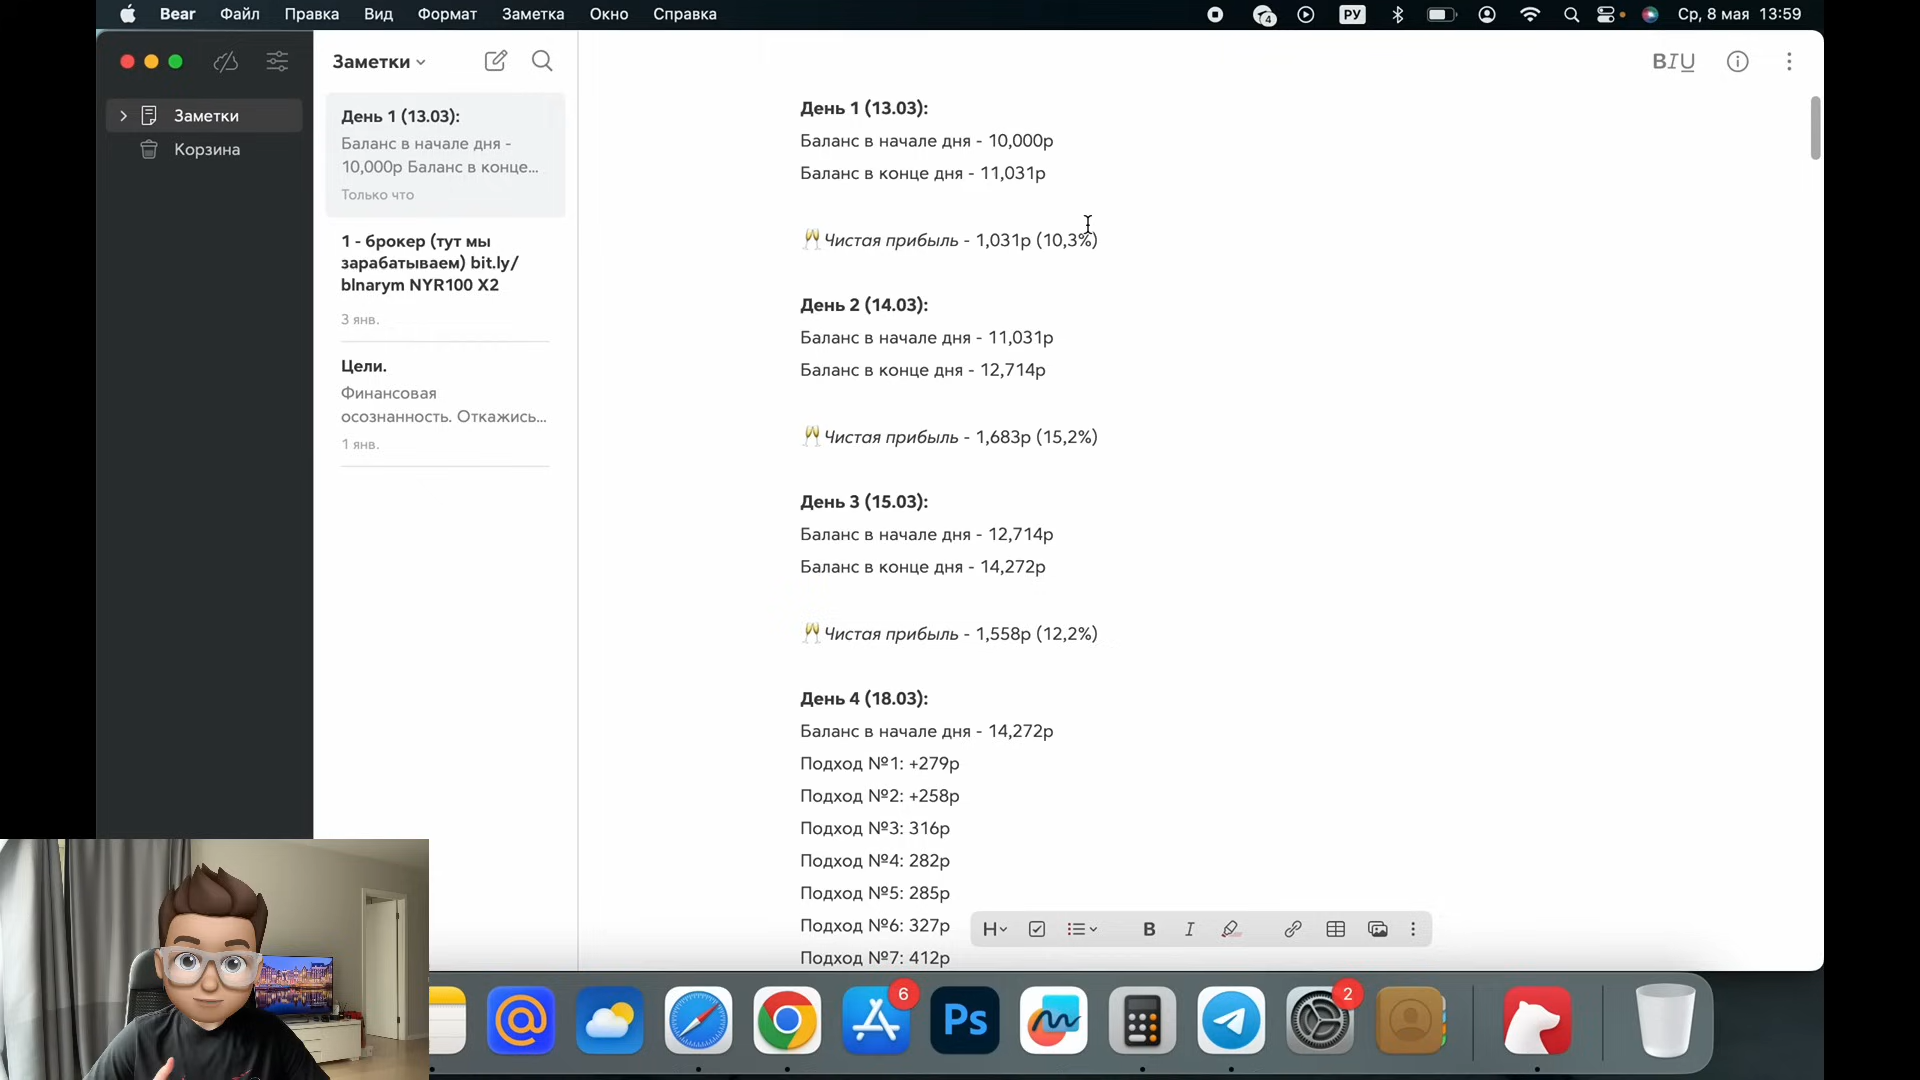 Bear Файл Правка Вид Формат Заметка Окно Справка
4 РУ Ср, 8 мая 13:59
Заметки
Корзина
Заметки
День 1 (13.03):
Баланс в начале дня -
10,000р Баланс в конце...
Только что
1 - брокер (тут мы
зарабатываем) bit.ly/
blnarym NYR100 X2
3 янв.
Цели.
Финансовая
осознанность. Откажись...
1 янв.
BIU
День 1 (13.03):
Баланс в начале дня - 10,000р
Баланс в конце дня - 11,031р
🥂Чистая прибыль - 1,031р (10,3%)
День 2 (14.03):
Баланс в начале дня - 11,031р
Баланс в конце дня - 12,714р
🥂Чистая прибыль - 1,683р (15,2%)
День 3 (15.03):
Баланс в начале дня - 12,714р
Баланс в конце дня - 14,272р
🥂Чистая прибыль - 1,558р (12,2%)
День 4 (18.03):
Баланс в начале дня - 14,272р
Подход №1: +279р
Подход №2: +258р
Подход №3: 316р
Подход №4: 282р
Подход №5: 285р
Подход №6: 327р
Подход №7: 412р
H B I
6 Ps 2